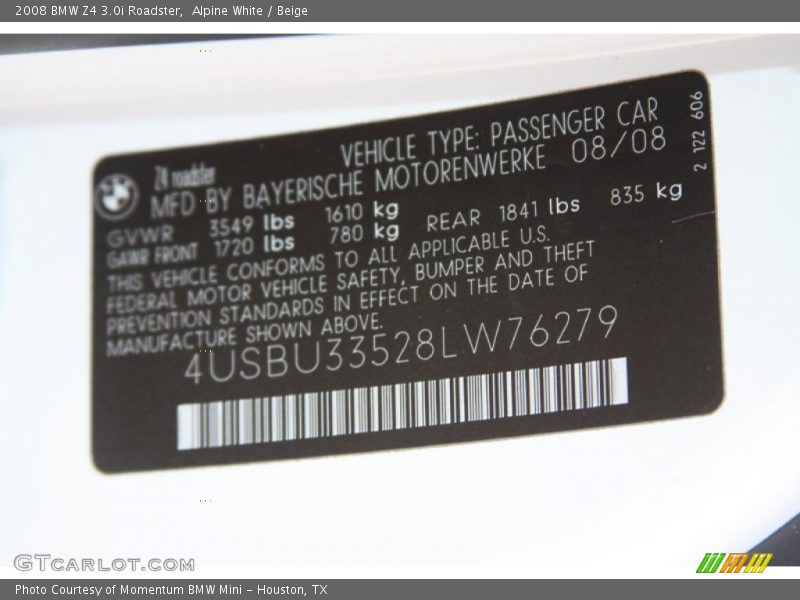 2008 BMW Z4 3.0i Roadster,  Alpine White / Beige
Z4 roadster
VEHICLE TYPE: PASSENGER CAR
MFD BY BAYERISCHE MOTORENWERKE 08/08
GVWR 3549 lbs 1610 kg
GAWR FRONT 1720 lbs 780 kg REAR 1841 lbs 835 kg
THIS VEHICLE CONFORMS TO ALL APPLICABLE U.S.
FEDERAL MOTOR VEHICLE SAFETY, BUMPER AND THEFT
PREVENTION STANDARDS IN EFFECT ON THE DATE OF
MANUFACTURE SHOWN ABOVE.
4USBU33528LW76279
2 122 606
GTCARLOT.COM
Photo Courtesy of Momentum BMW Mini - Houston, TX